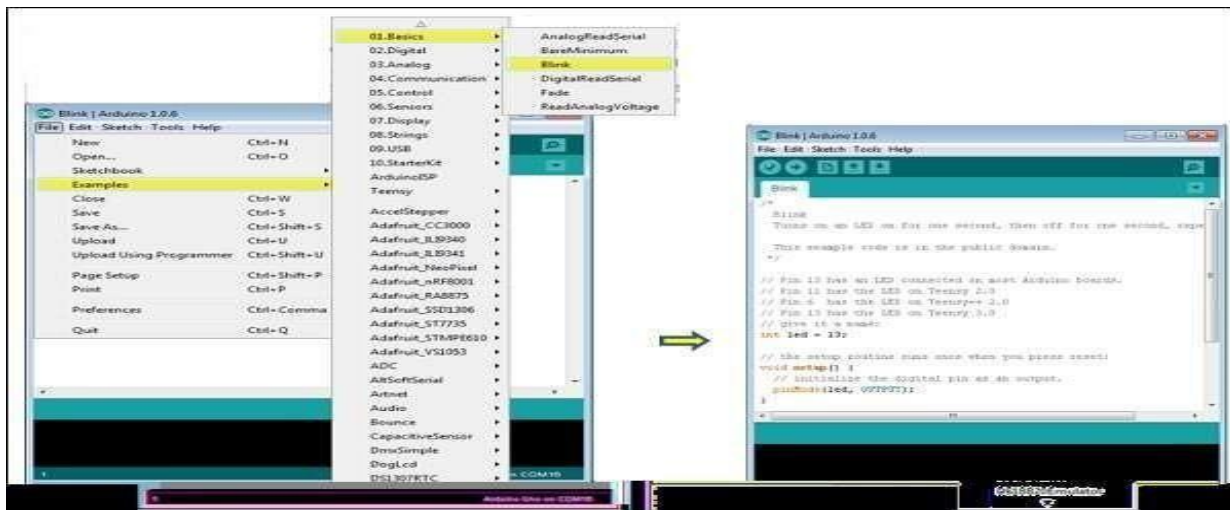 01.Basics
02.Digital
03.Analog
04.Communication
05.Control
06.Sensors
07.Display
08.Strings
09.USB
10.StarterKit
ArduinoISP
Teensy
AccelStepper
Adafruit_CC3000
Adafruit_ILI9340
Adafruit_ILI9341
Adafruit_NeoPixel
Adafruit_nRF8001
Adafruit_RA8875
Adafruit_SSD1306
Adafruit_ST7735
Adafruit_STMPE610
Adafruit_VS1053
ADC
AltSoftSerial
Artnet
Audio
Bounce
CapacitiveSensor
DmxSimple
DogLcd
DS1307RTC
AnalogReadSerial
BareMinimum
Blink
DigitalReadSerial
Fade
ReadAnalogVoltage
Blink | Arduino 1.0.6
File Edit Sketch Tools Help
New Ctrl+N
Open... Ctrl+O
Sketchbook
Examples
Close Ctrl+W
Save Ctrl+S
Save As... Ctrl+Shift+S
Upload Ctrl+U
Upload Using Programmer Ctrl+Shift+U
Page Setup Ctrl+Shift+P
Print Ctrl+P
Preferences Ctrl+Comma
Quit Ctrl+Q
1
on COM16
Blink | Arduino 1.0.6
File Edit Sketch Tools Help
Blink
/*
Blink
Turns on an LED on for one second, then off for one second, repe
This example code is in the public domain.
*/
// Pin 13 has an LED connected on most Arduino boards.
// Pin 11 has the LED on Teensy 2.0
// Pin 6 has the LED on Teensy++ 2.0
// Pin 13 has the LED on Teensy 3.0
// give it a name:
int led = 13;
// the setup routine runs once when you press reset:
void setup() {
// initialize the digital pin as an output.
pinMode(led, OUTPUT);
}
Arduino Uno on COM16